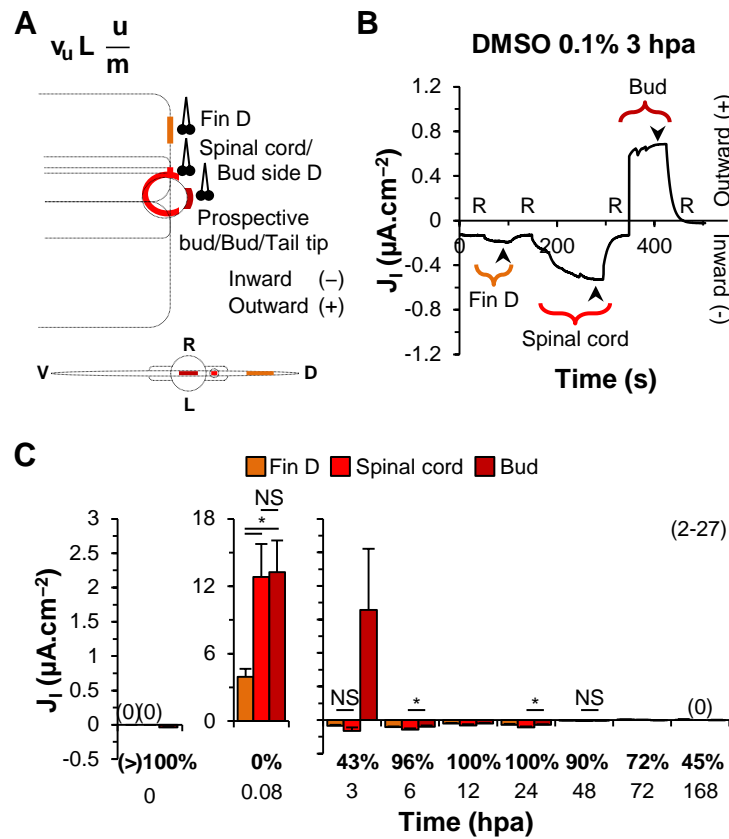 A
vᵤ L u/m
Fin D
Spinal cord/
Bud side D
Prospective
bud/Bud/Tail tip
Inward (−)
Outward (+)
R
V D
L
B
DMSO 0.1% 3 hpa
Bud
1.2
0.8
0.4
0
-0.4
-0.8
-1.2
J_I (µA.cm−2)
R R R R
0 200 400
Fin D
Spinal cord
Outward (+)
Inward (-)
Time (s)
C
Fin D Spinal cord Bud
3
2.5
2
1.5
1
0.5
0
-0.5
J_I (µA.cm−2)
18
12
6
0
NS
*
(2-27)
(0)(0)
NS * * NS (0)
(>)100% 0% 43% 96% 100% 100% 90% 72% 45%
0 0.08 3 6 12 24 48 72 168
Time (hpa)